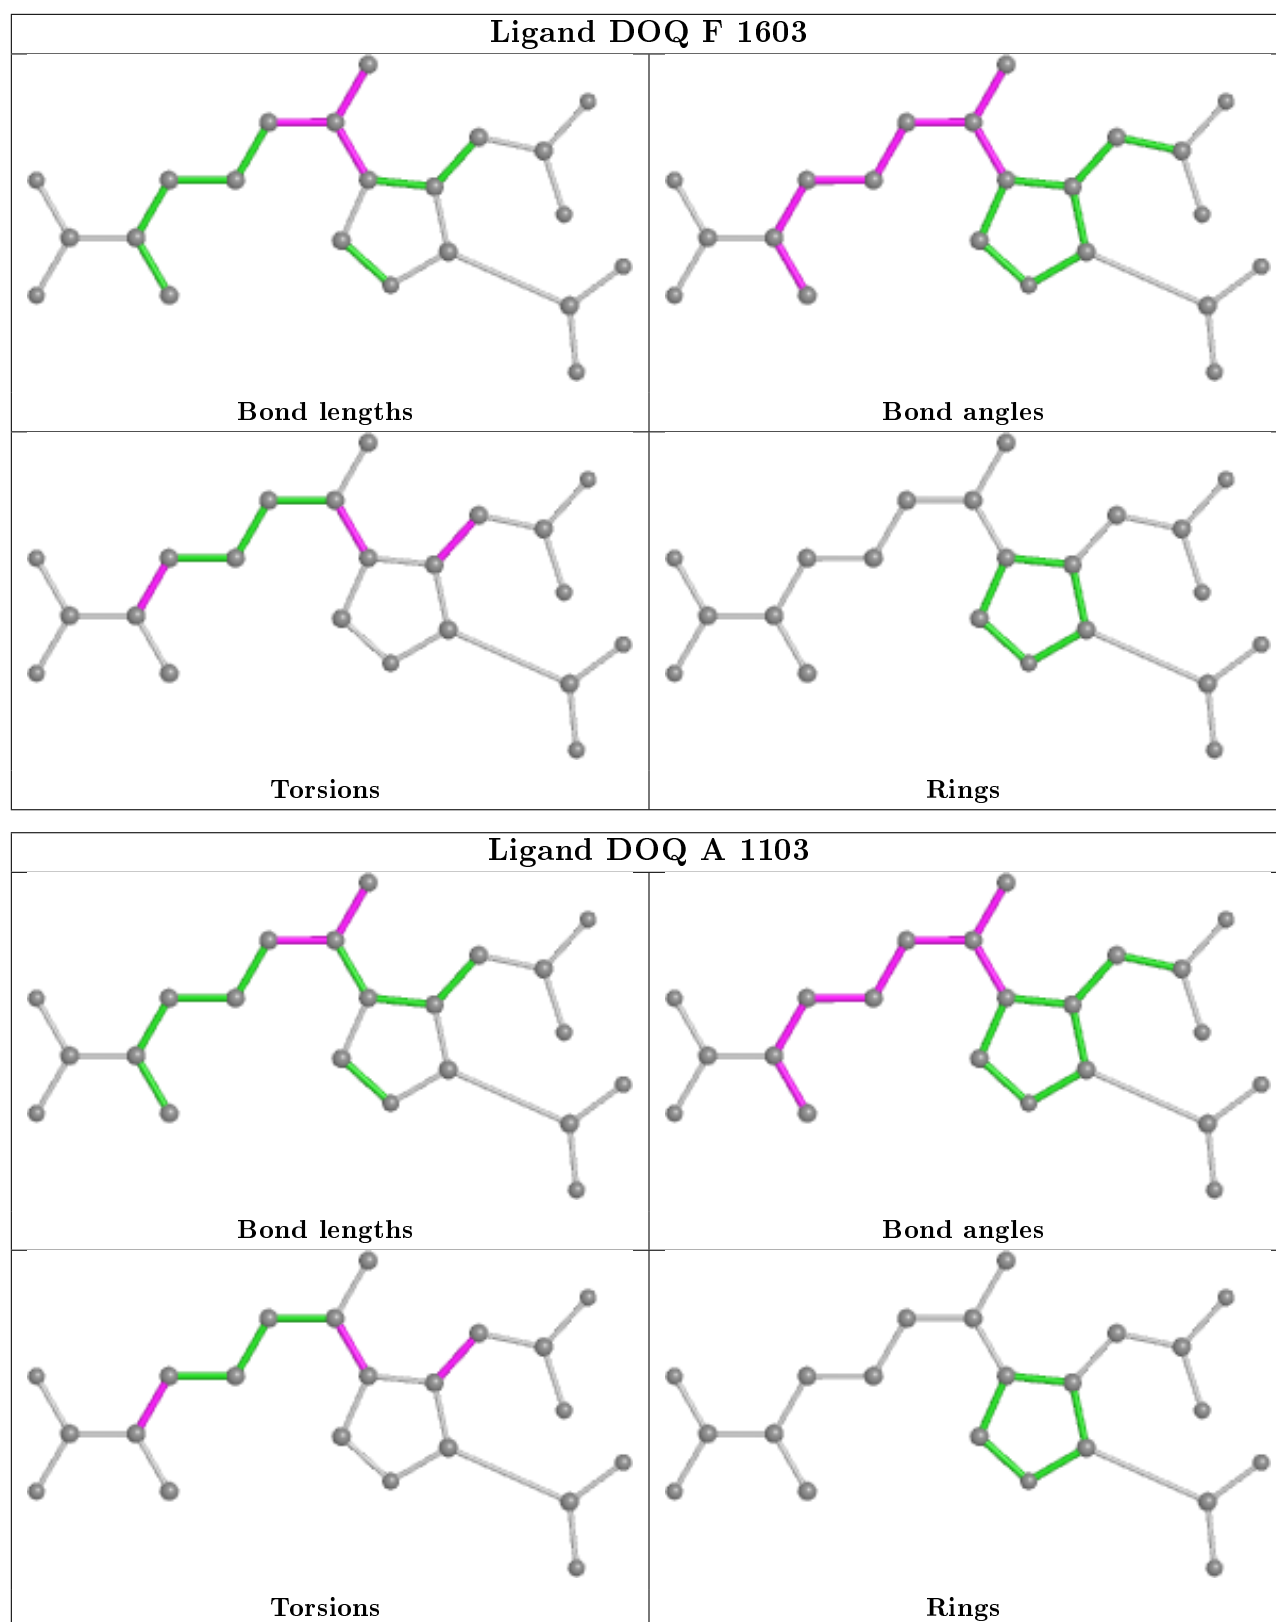 Ligand DOQ F 1603
Bond lengths
Bond angles
Torsions
Rings
Ligand DOQ A 1103
Bond lengths
Bond angles
Torsions
Rings